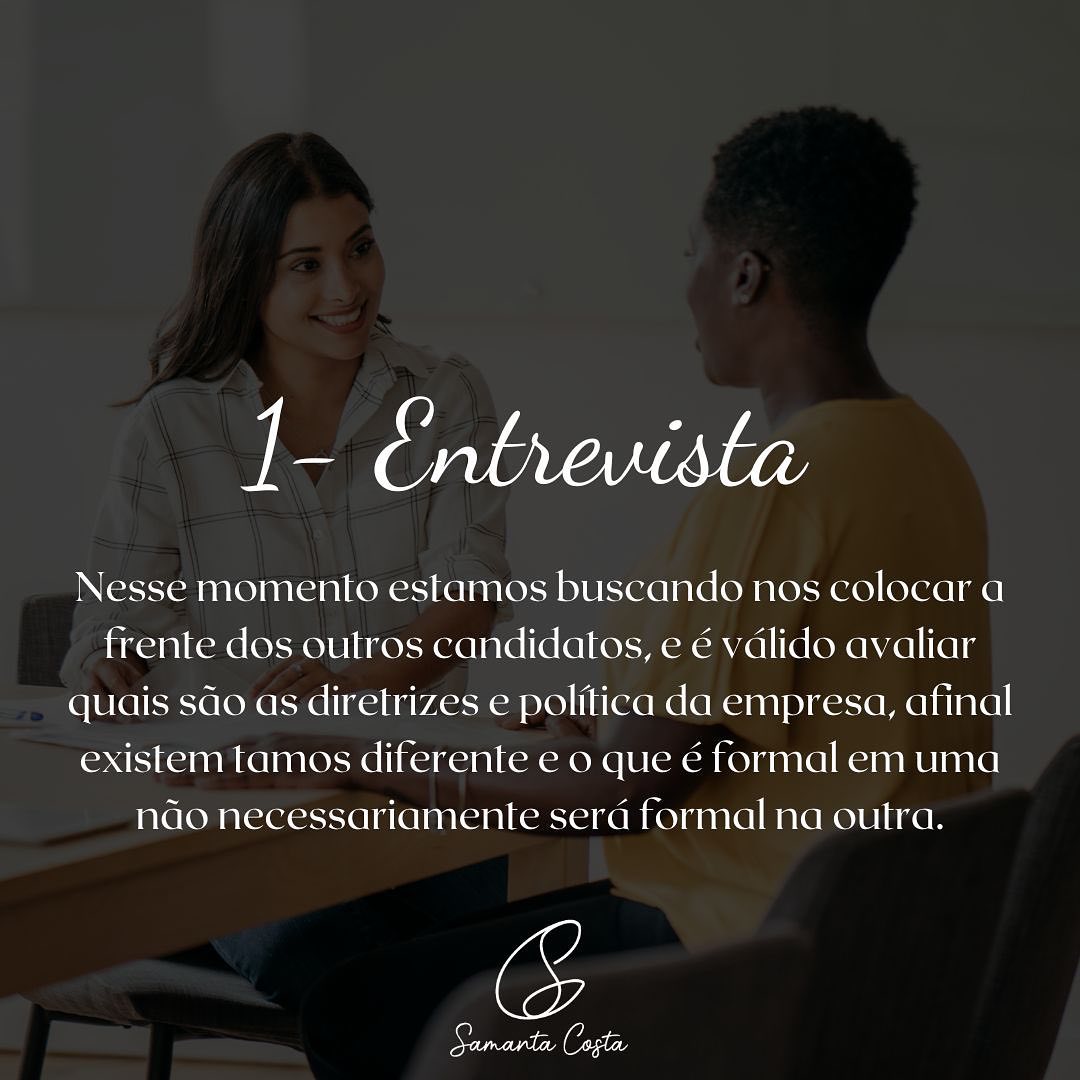 1- Entrevista
Nesse momento estamos buscando nos colocar a
frente dos outros candidatos, e é válido avaliar
quais são as diretrizes e política da empresa, afinal
existem tamos diferente e o que é formal em uma
não necessariamente será formal na outra.
Samanta Costa